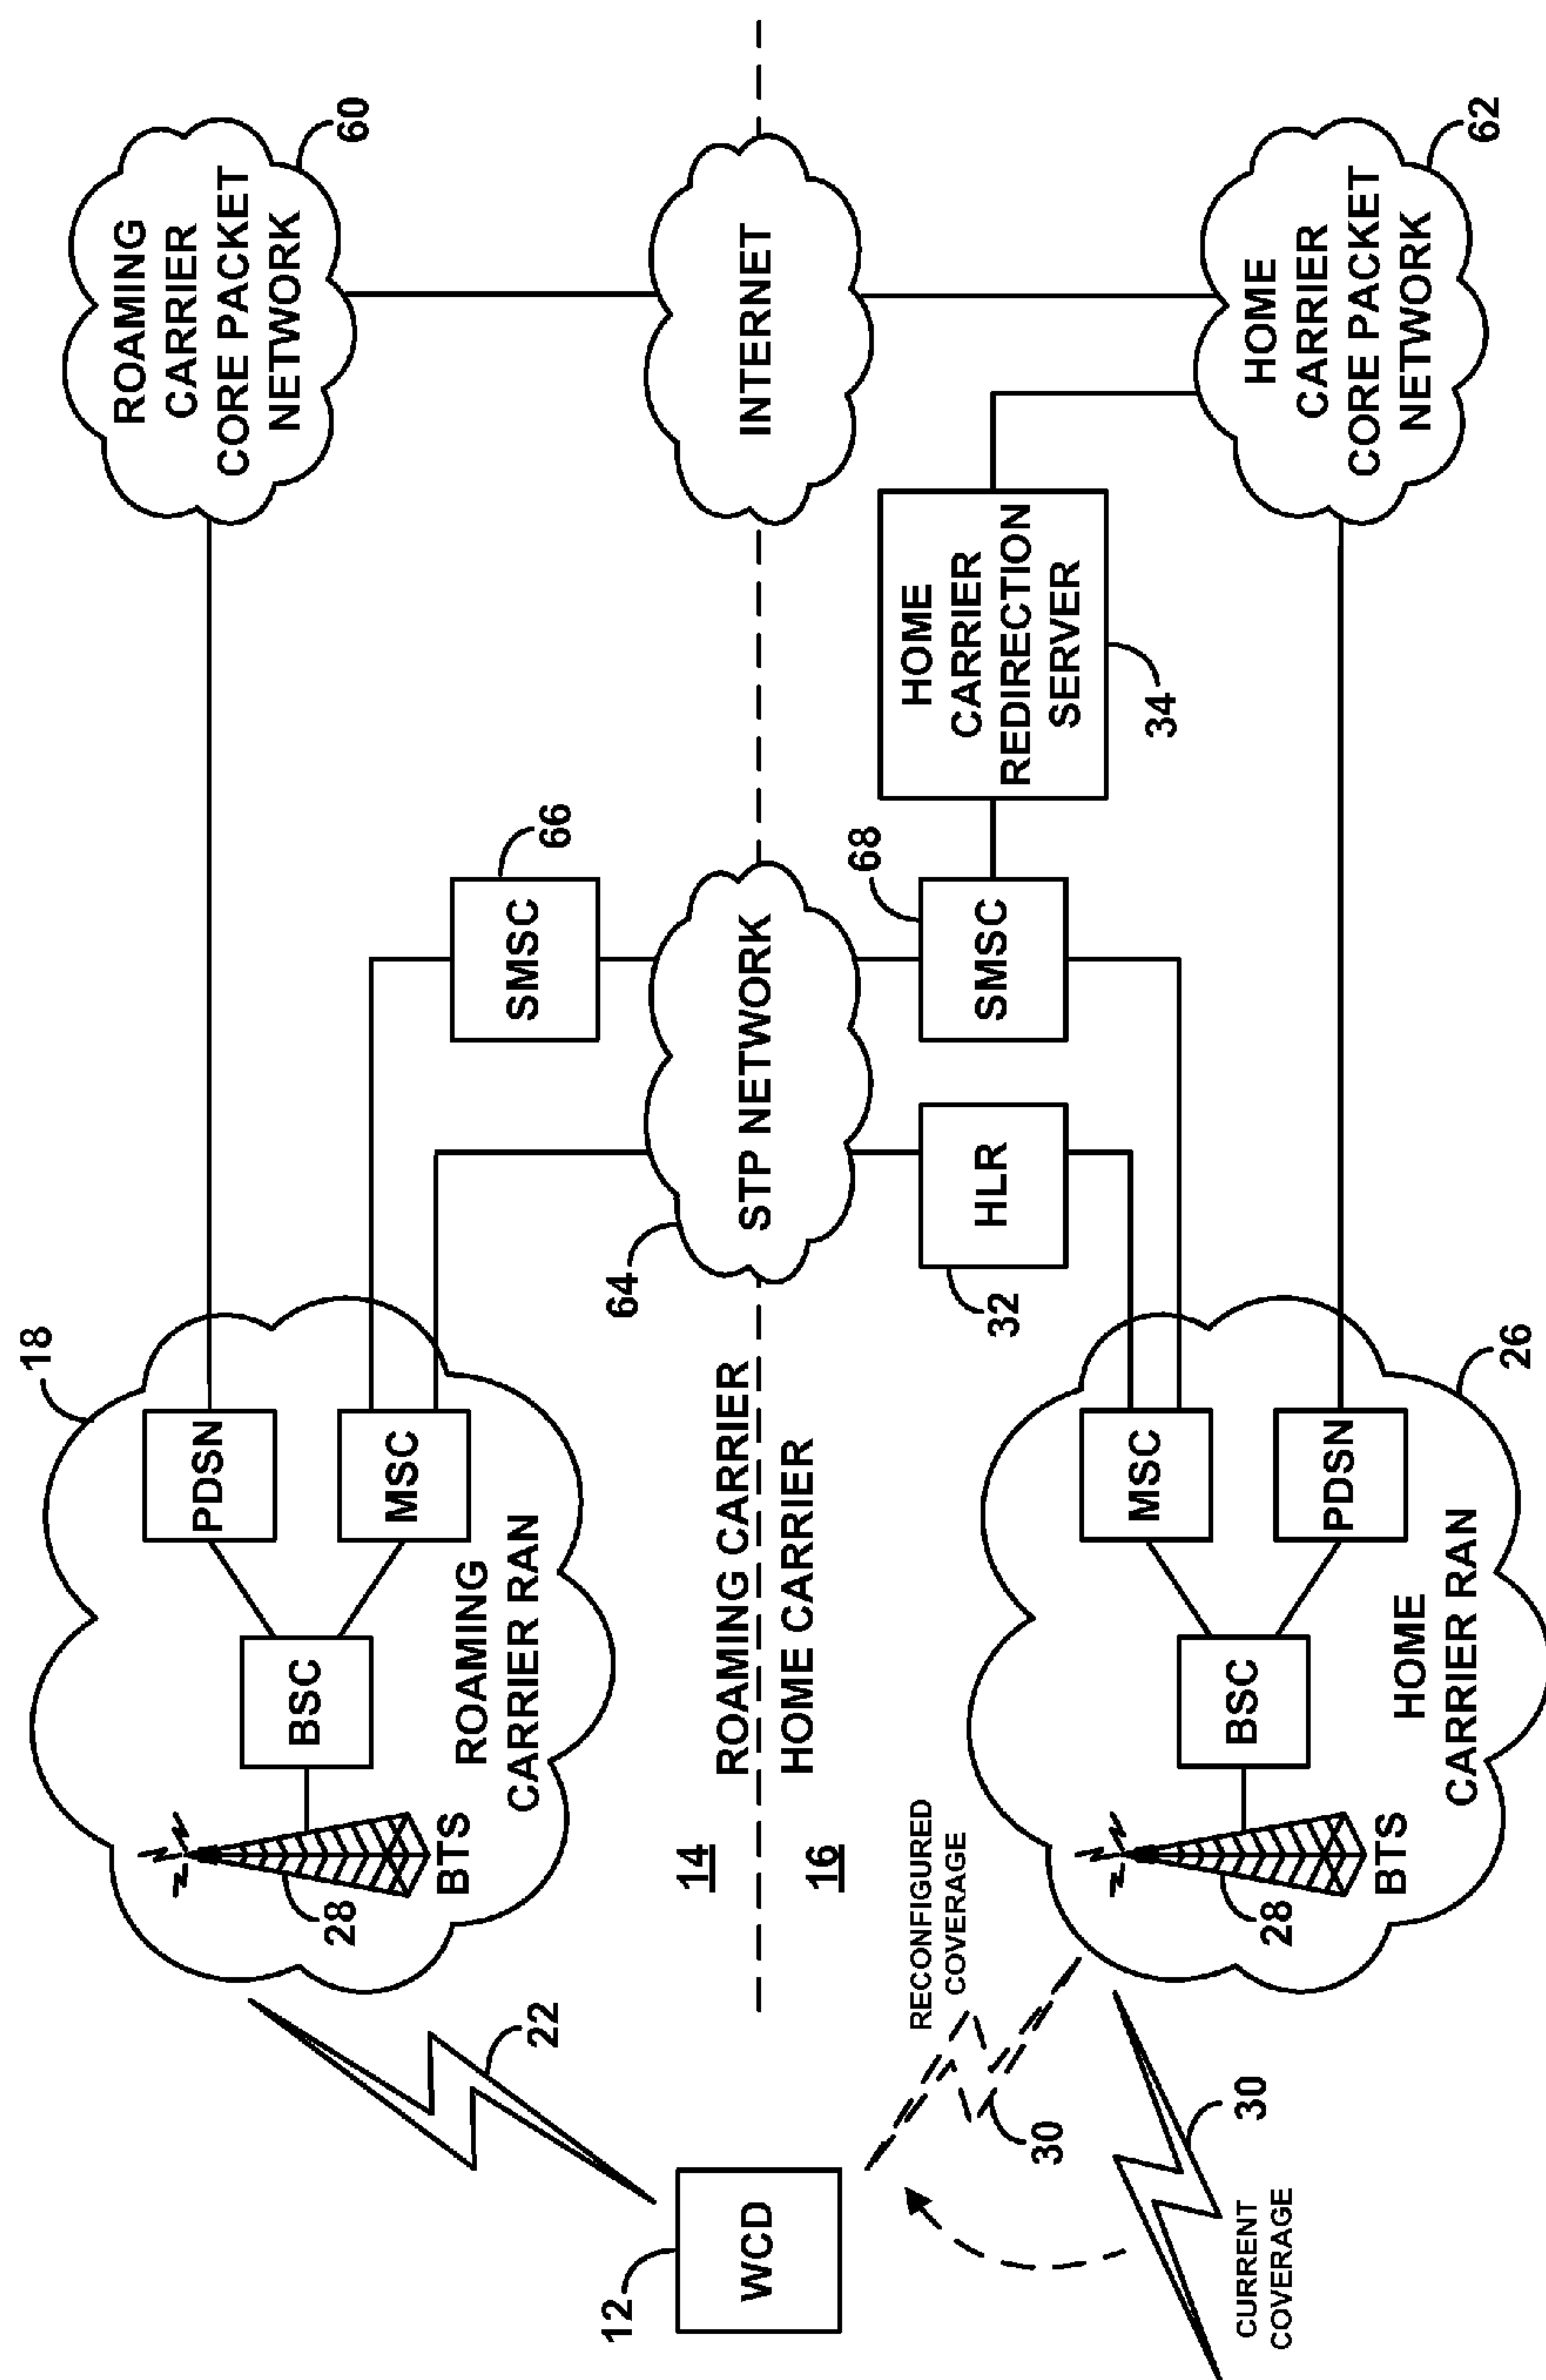 18
PDSN
MSC
BSC
ROAMING
CARRIER RAN
BTS
28
22
12
WCD
ROAMING
CARRIER
CORE PACKET
NETWORK
60
SMSC
66
64
STP NETWORK
INTERNET
ROAMING CARRIER
HOME CARRIER
14
16
HLR
32
SMSC
68
HOME
CARRIER
REDIRECTION
SERVER
34
HOME
CARRIER
CORE PACKET
NETWORK
62
RECONFIGURED
COVERAGE
30
CURRENT
COVERAGE
30
MSC
PDSN
BSC
HOME
CARRIER RAN
BTS
28
26